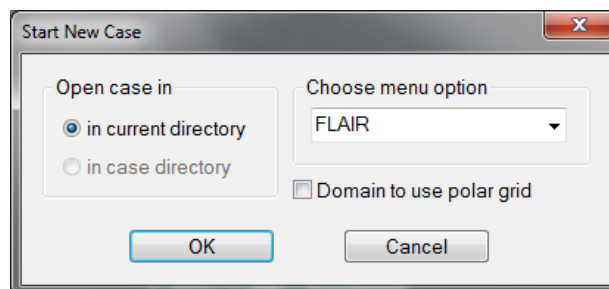 Start New Case
Open case in
in current directory
in case directory
Choose menu option
FLAIR
Domain to use polar grid
OK
Cancel